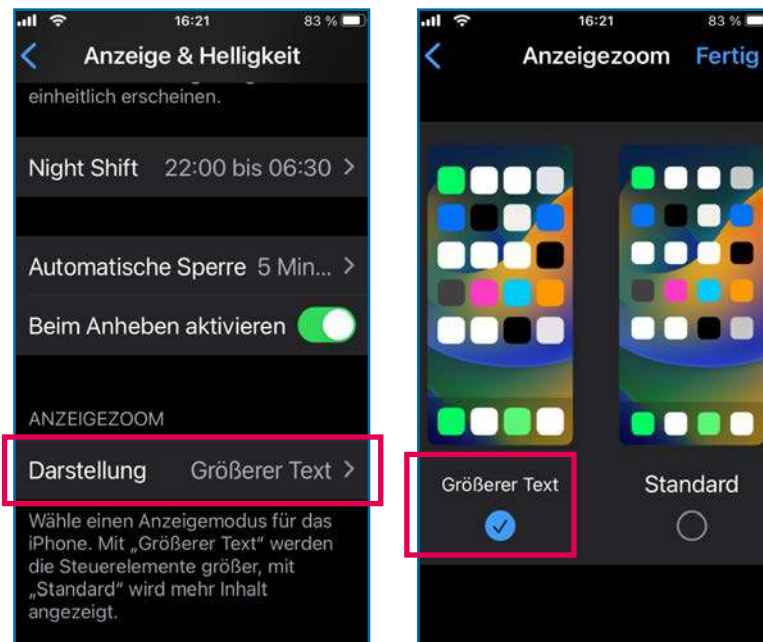 16:21
83 %
Anzeige & Helligkeit
einheitlich erscheinen.
Night Shift 22:00 bis 06:30 >
Automatische Sperre 5 Min... >
Beim Anheben aktivieren
ANZEIGEZOOM
Darstellung Größerer Text >
Wähle einen Anzeigemodus für das
iPhone. Mit „Größerer Text“ werden
die Steuerelemente größer, mit
„Standard“ wird mehr Inhalt
angezeigt.
16:21
83 %
Anzeigezoom Fertig
Größerer Text
Standard